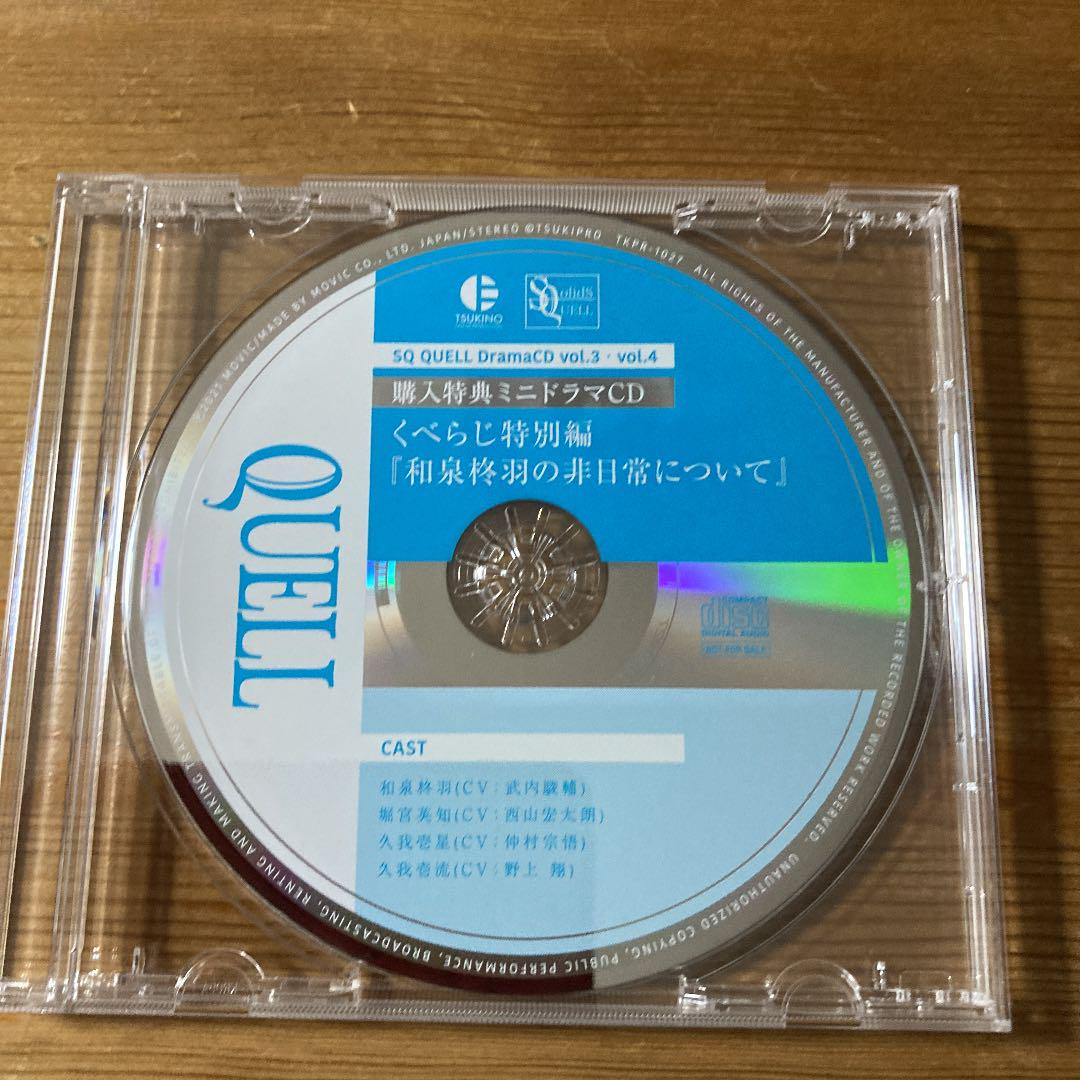 TSUKINO
SolidS
QUELL
SQ QUELL DramaCD vol.3・vol.4
購入特典ミニドラマCD
くべらじ特別編
『和泉柊羽の非日常について』
QUELL
COMPACT
disc
DIGITAL AUDIO
NOT FOR SALE
CAST
和泉柊羽(CV：武内駿輔)
堀宮英知(CV：西山宏太朗)
久我壱星(CV：仲村宗悟)
久我壱流(CV：野上 翔)
℗2021 MOVIC/MADE BY MOVIC CO., LTD. JAPAN/STEREO ©TSUKIPRO TKPR-1027 ALL RIGHTS OF THE MANUFACTURER AND OF THE OWNER OF THE RECORDED WORK RESERVED. UNAUTHORIZED COPYING, PUBLIC PERFORMANCE, BROADCASTING, RENTING AND MAKING